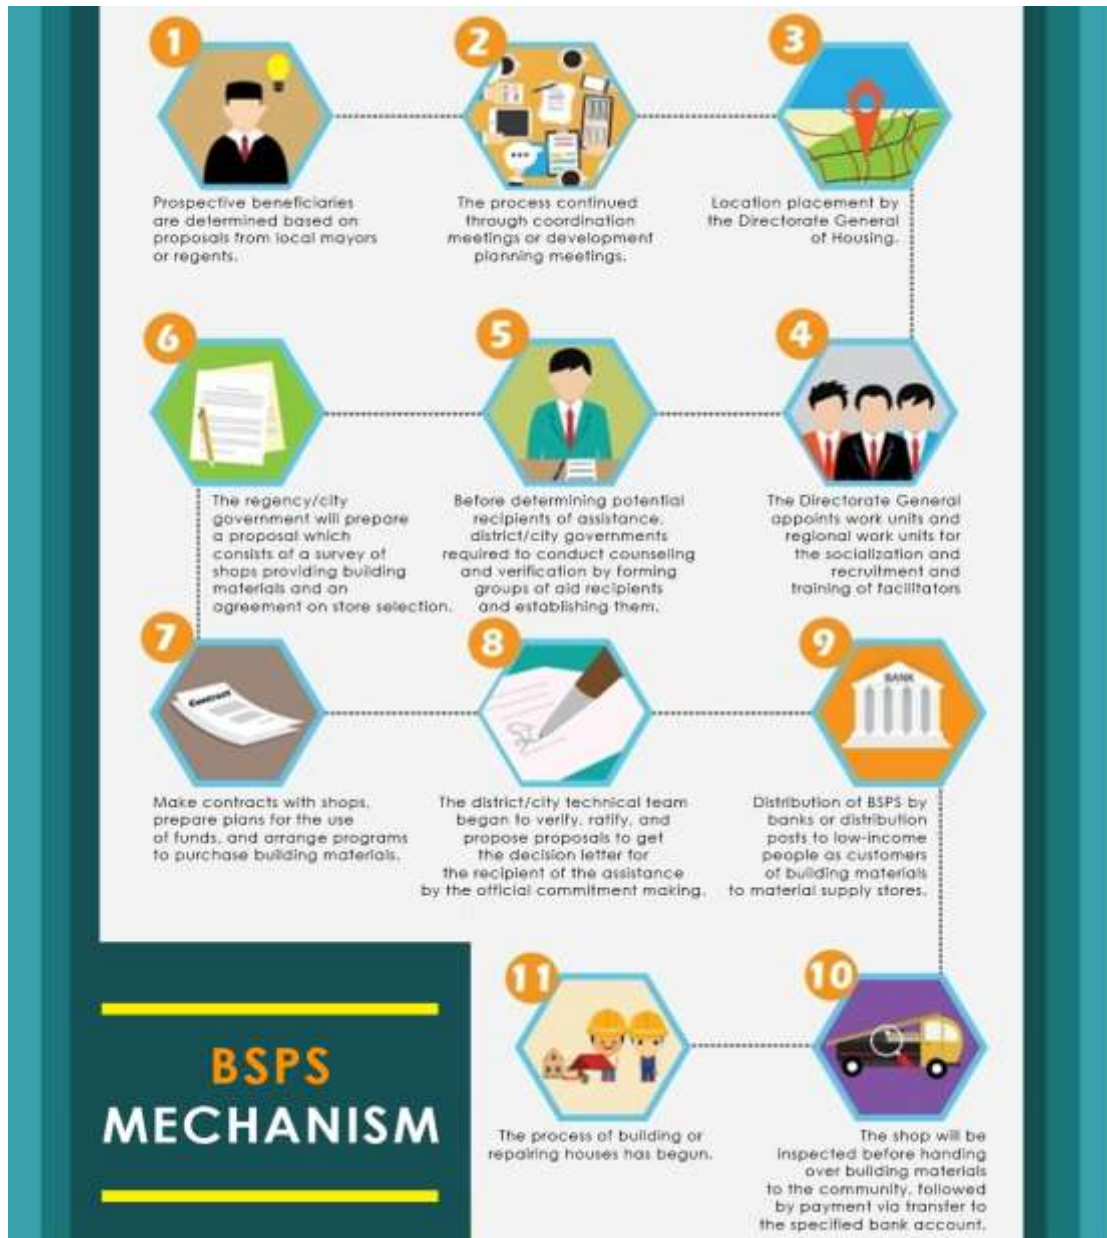 1
Prospective beneficiaries
are determined based on
proposals from local mayors
or regents.
2
The process continued
through coordination
meetings or development
planning meetings.
3
Location placement by
the Directorate General
of Housing.
4
The Directorate General
appoints work units and
regional work units for
the socialization and
recruitment and
training of facilitators
5
Before determining potential
recipients of assistance,
district/city governments
required to conduct counseling
and verification by forming
groups of aid recipients
and establishing them.
6
The regency/city
government will prepare
a proposal which
consists of a survey of
shops providing building
materials and an
agreement on store selection.
7
Contract
Make contracts with shops,
prepare plans for the use
of funds, and arrange programs
to purchase building materials.
8
The district/city technical team
began to verify, ratify, and
propose proposals to get
the decision letter for
the recipient of the assistance
by the official commitment making.
9
BANK
Distribution of BSPS by
banks or distribution
posts to low-income
people as customers
of building materials
to material supply stores.
10
The shop will be
inspected before handing
over building materials
to the community, followed
by payment via transfer to
the specified bank account.
11
The process of building or
repairing houses has begun.
BSPS
MECHANISM